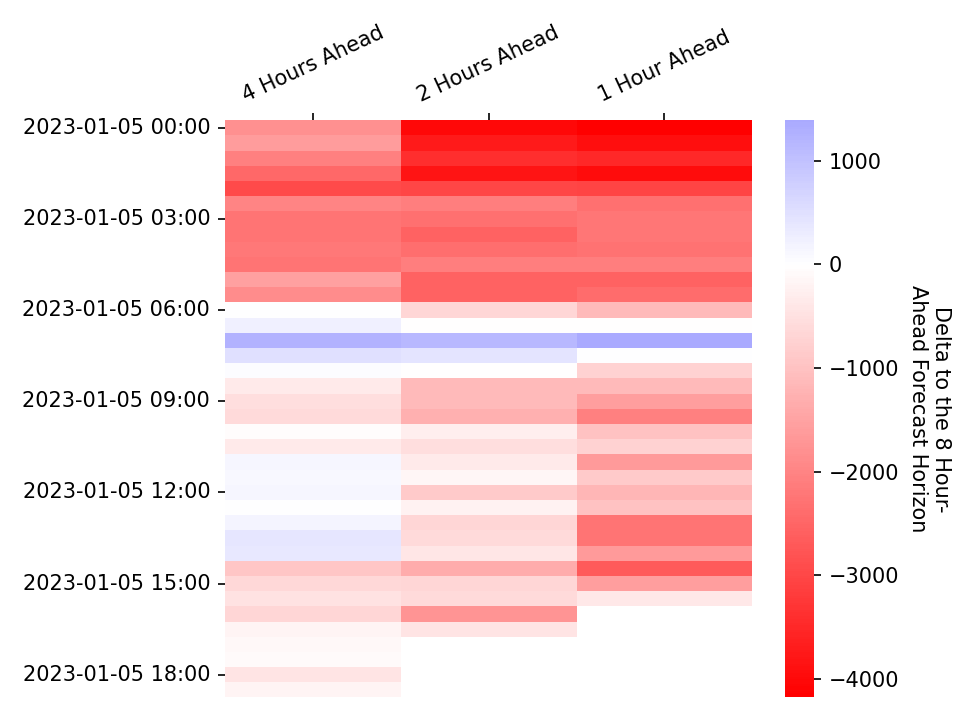 4 Hours Ahead
2 Hours Ahead
1 Hour Ahead
2023-01-05 00:00
2023-01-05 03:00
2023-01-05 06:00
2023-01-05 09:00
2023-01-05 12:00
2023-01-05 15:00
2023-01-05 18:00
1000
0
−1000
−2000
−3000
−4000
Delta to the 8 Hour-
Ahead Forecast Horizon